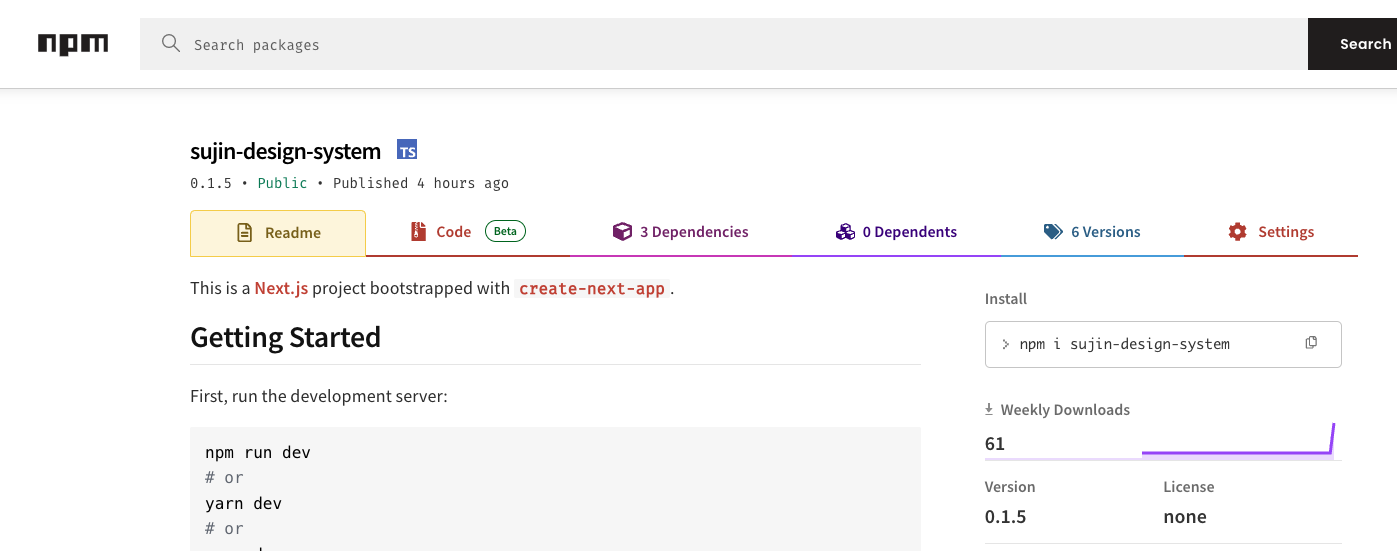 npm
Search packages
Search
sujin-design-system TS
0.1.5 • Public • Published 4 hours ago
Readme
Code Beta
3 Dependencies
0 Dependents
6 Versions
Settings
This is a Next.js project bootstrapped with create-next-app.
Getting Started
First, run the development server:
npm run dev
# or
yarn dev
# or
Install
> npm i sujin-design-system
Weekly Downloads
61
Version
0.1.5
License
none